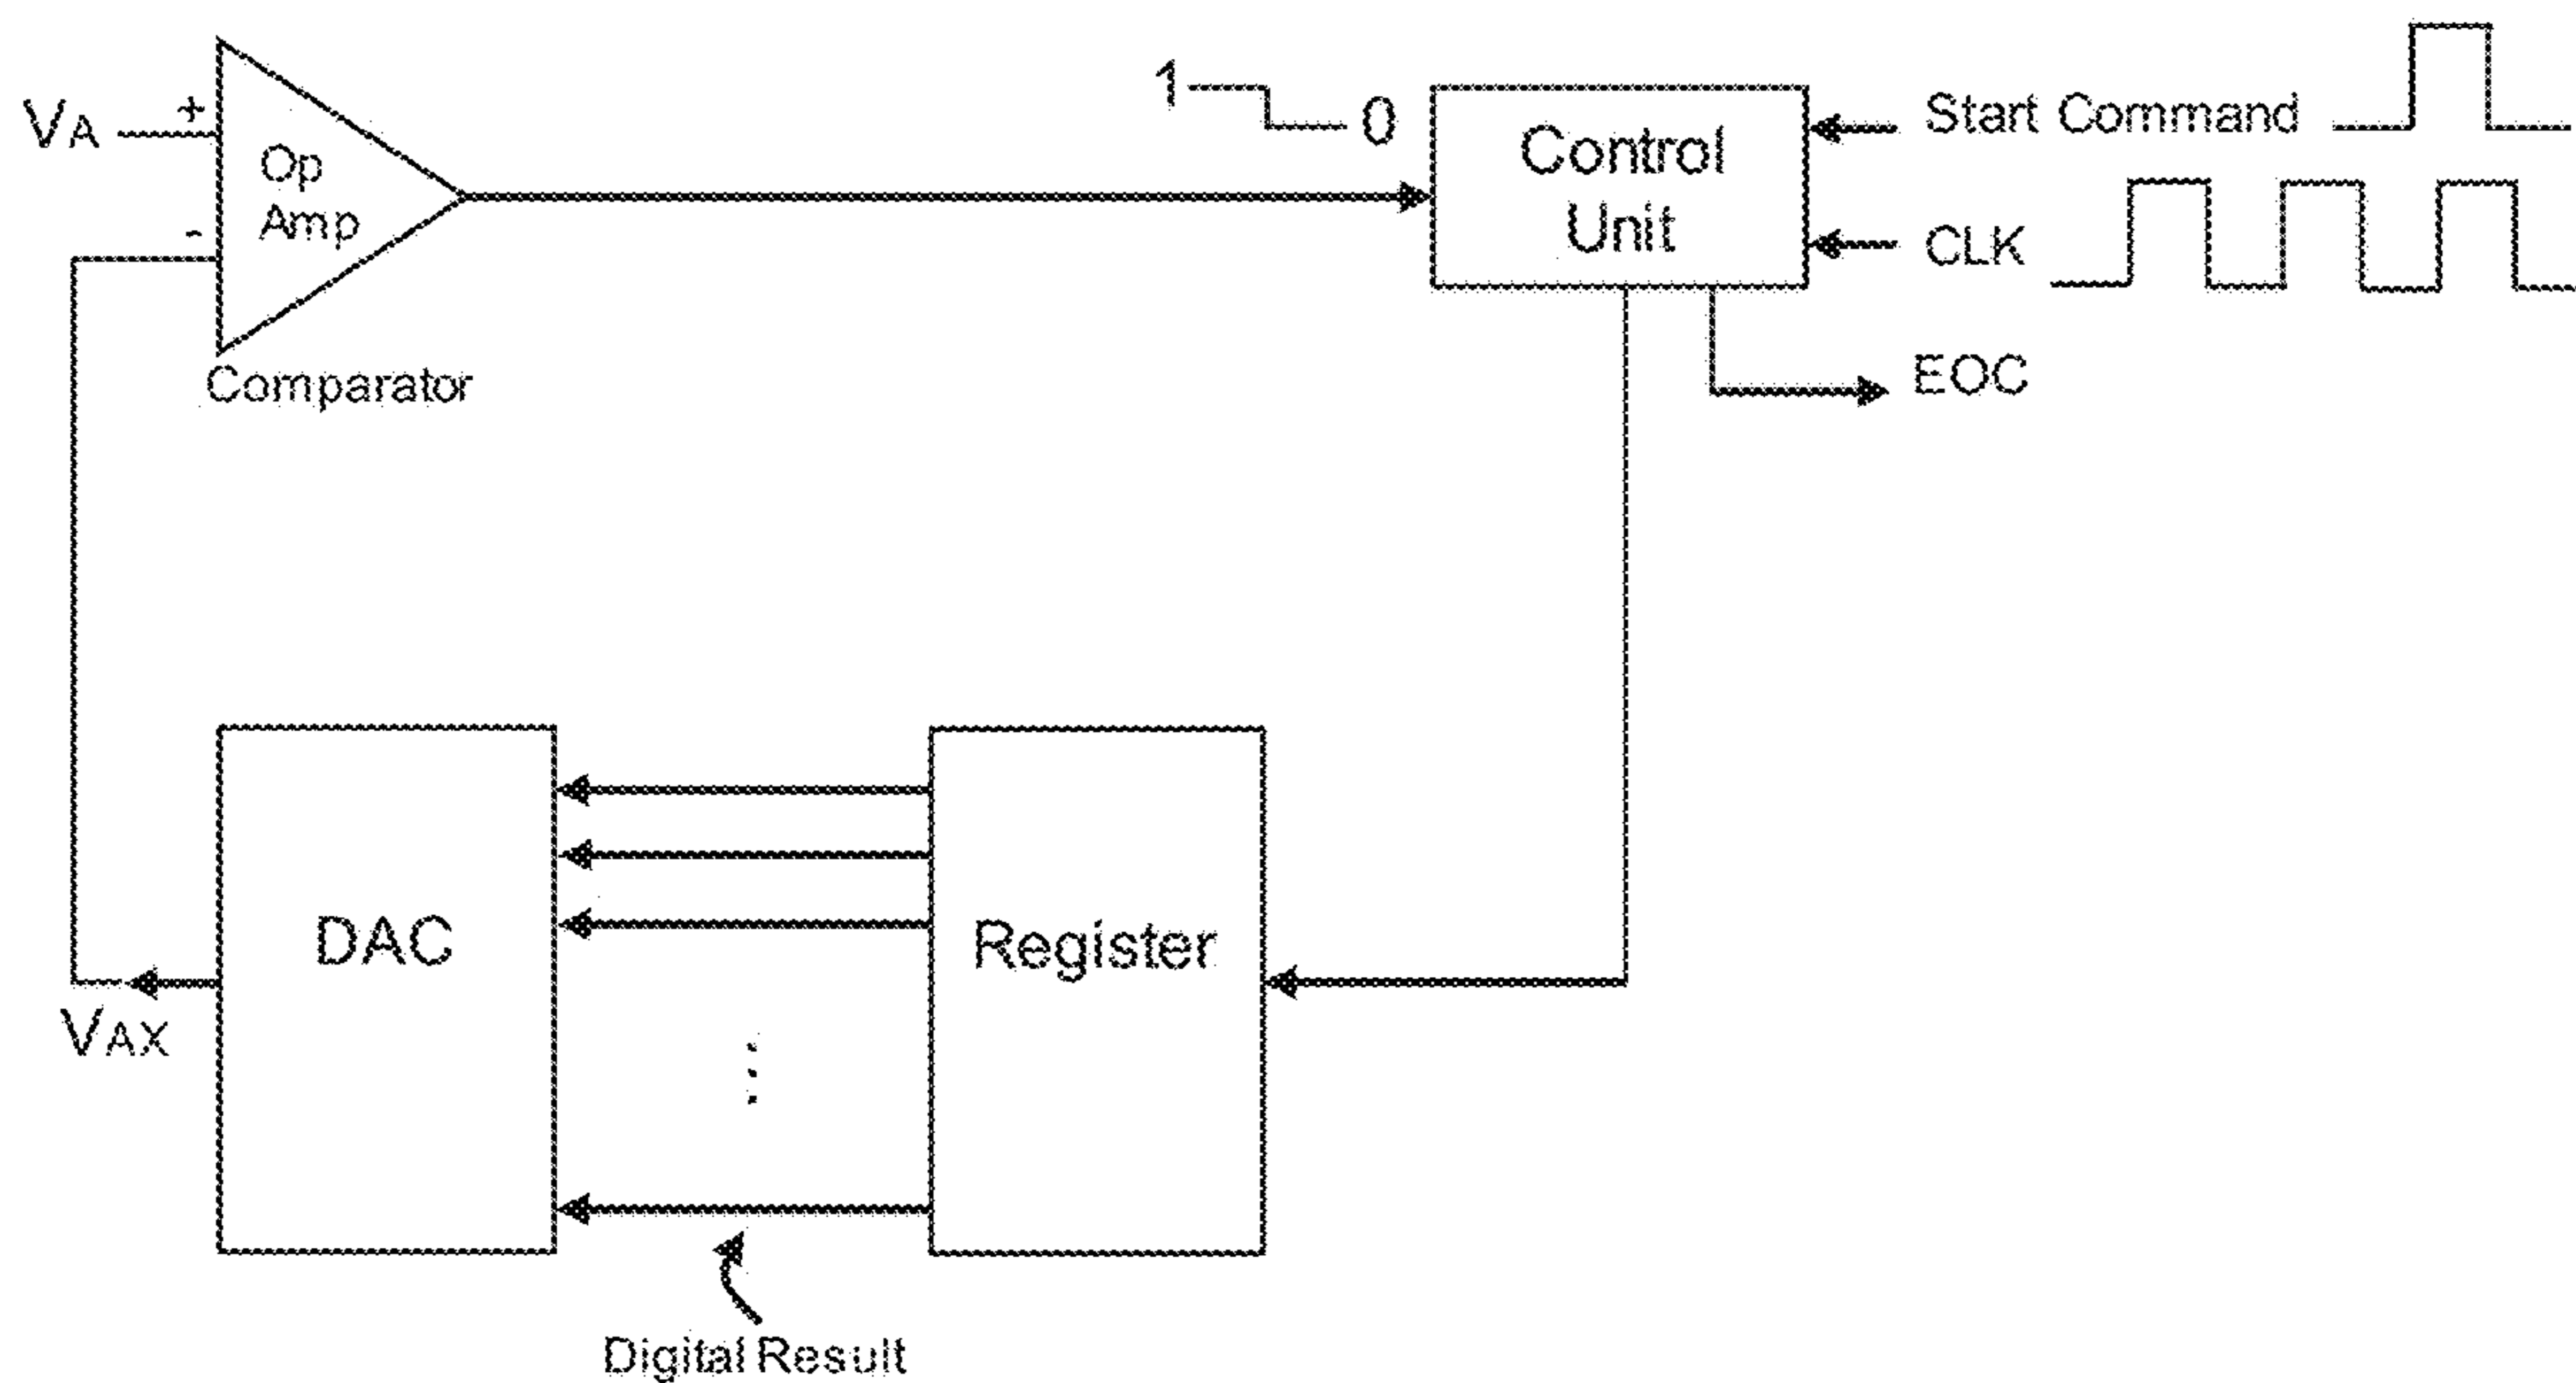 VA
+
-
Op
Amp
Comparator
1
0
Control
Unit
Start Command
CLK
EOC
DAC
Register
VAX
Digital Result